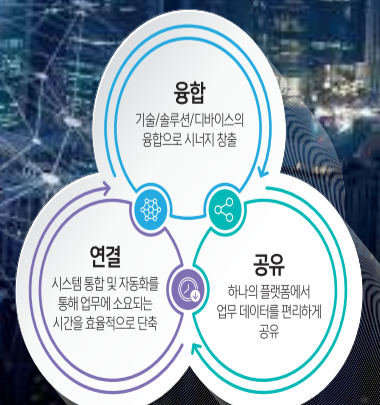 융합
기술/솔루션/디바이스의
융합으로 시너지 창출
연결
시스템 통합 및 자동화를
통해 업무에 소요되는
시간을 효율적으로 단축
공유
하나의 플랫폼에서
업무 데이터를 편리하게
공유